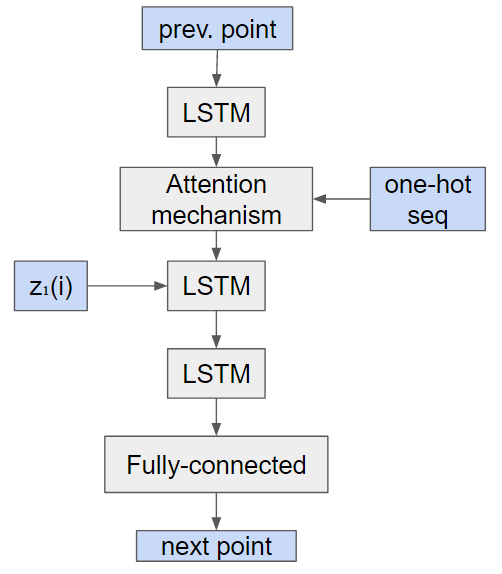 prev. point
LSTM
Attention
mechanism
one-hot
seq
z₁(i)
LSTM
LSTM
Fully-connected
next point